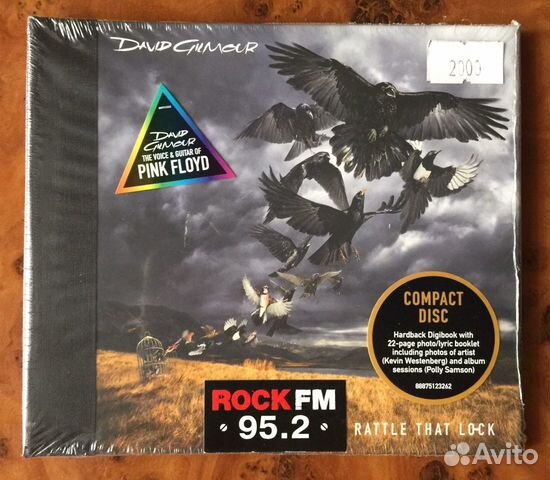 DAVID GILMOUR
2000
DAVID
GILMOUR
THE VOICE & GUITAR OF
PINK FLOYD
COMPACT
DISC
Hardback Digibook with
22-page photo/lyric booklet
including photos of artist
(Kevin Westenberg) and album
sessions (Polly Samson)
88875123262
ROCK FM
95.2
RATTLE THAT LOCK
Avito